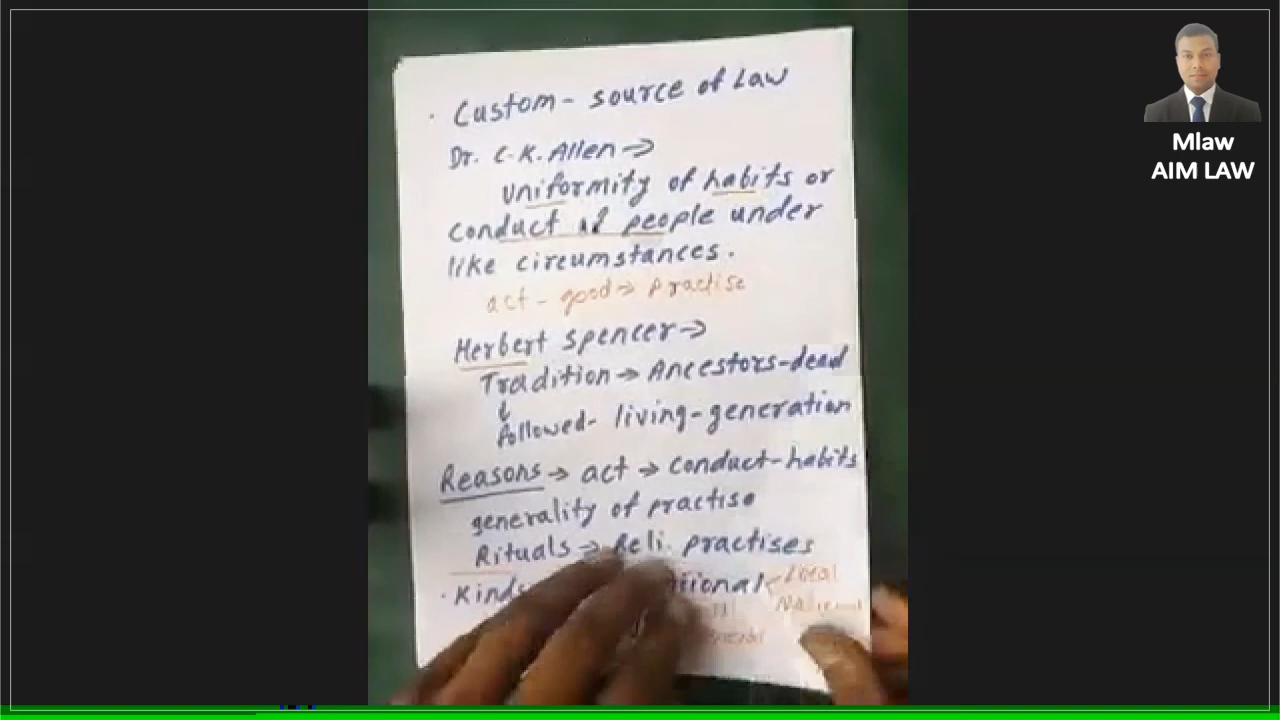 · Custom - source of Law
Dr. C.K. Allen →
uniformity of habits or
conduct of people under
like circumstances.
act - good → practise
Herbert spencer →
Tradition → Ancestors-dead
followed- living-generation
Reasons → act → conduct-habits
generality of practise
Rituals → Reli. practises
· Kinds
Local
National
Mlaw
AIM LAW